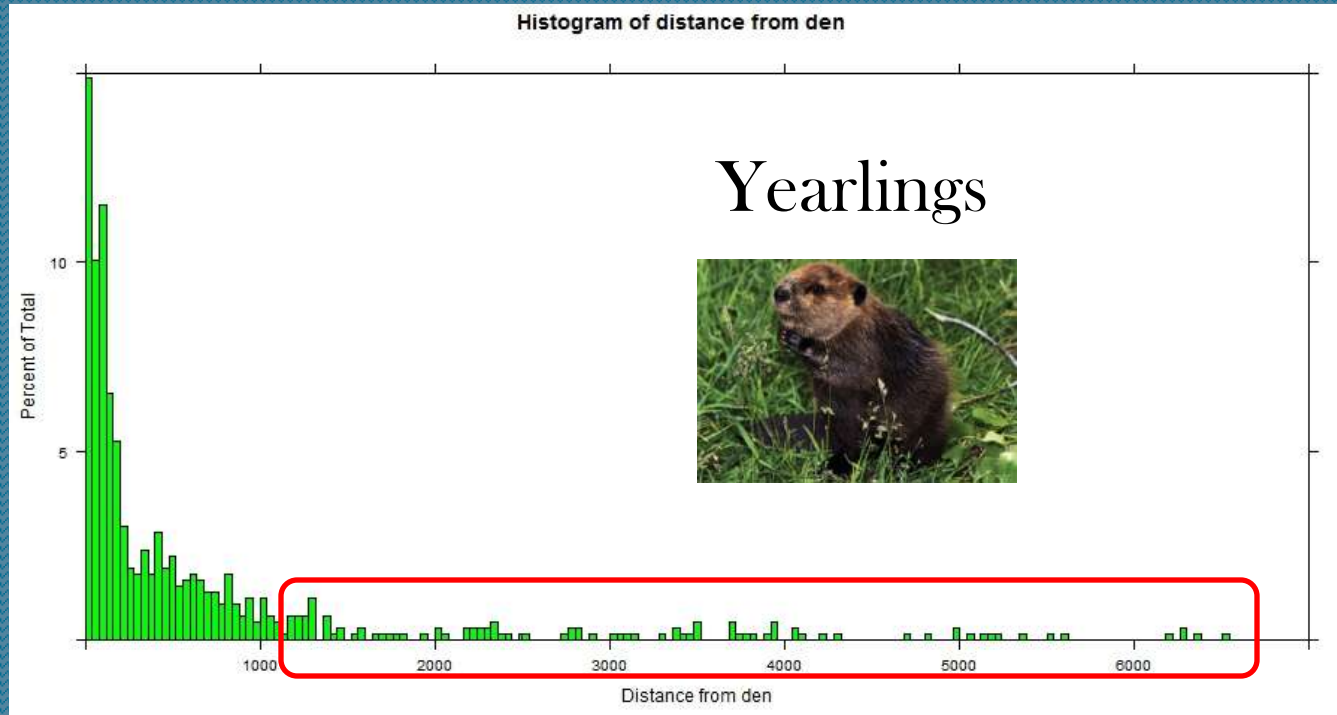 Histogram of distance from den
Yearlings
10
5
Percent of Total
1000 2000 3000 4000 5000 6000
Distance from den